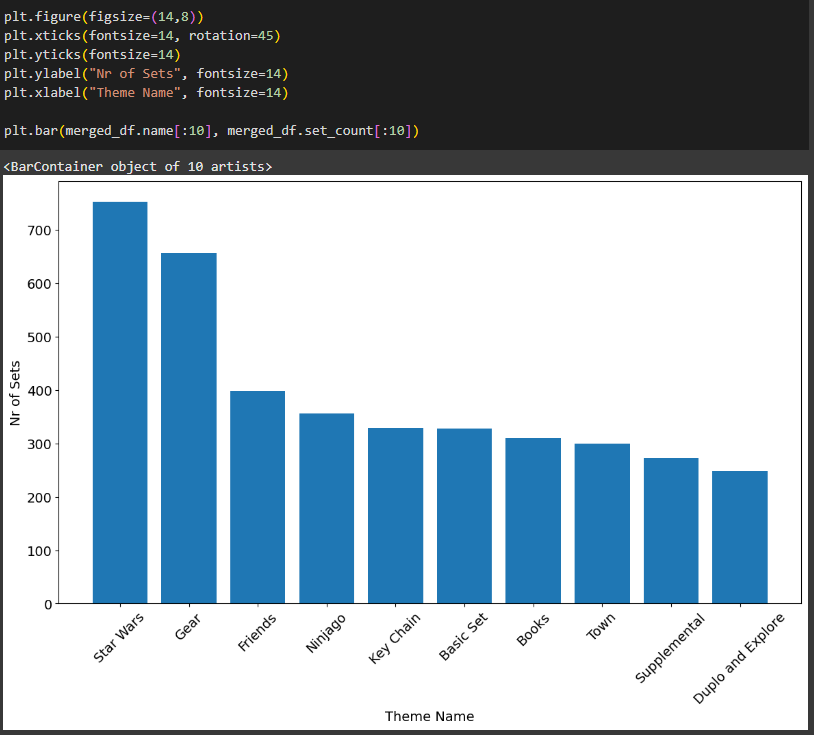 plt.figure(figsize=(14,8))
plt.xticks(fontsize=14, rotation=45)
plt.yticks(fontsize=14)
plt.ylabel("Nr of Sets", fontsize=14)
plt.xlabel("Theme Name", fontsize=14)
plt.bar(merged_df.name[:10], merged_df.set_count[:10])
<BarContainer object of 10 artists>
700
600
500
400
300
200
100
0
Nr of Sets
Star Wars
Gear
Friends
Ninjago
Key Chain
Basic Set
Books
Town
Supplemental
Duplo and Explore
Theme Name